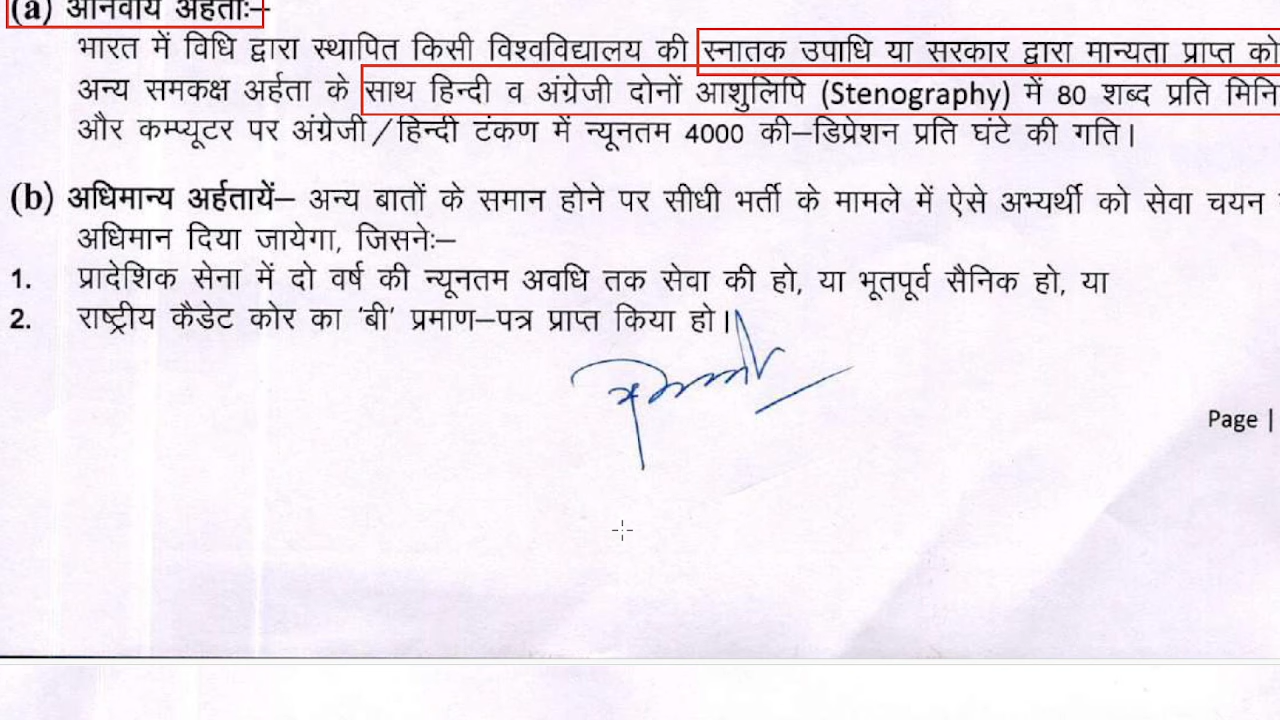 (a) अनिवार्य अर्हताः–
भारत में विधि द्वारा स्थापित किसी विश्वविद्यालय की स्नातक उपाधि या सरकार द्वारा मान्यता प्राप्त को
अन्य समकक्ष अर्हता के साथ हिन्दी व अंग्रेजी दोनों आशुलिपि (Stenography) में 80 शब्द प्रति मिनि
और कम्प्यूटर पर अंग्रेजी/हिन्दी टंकण में न्यूनतम 4000 की–डिप्रेशन प्रति घंटे की गति।
(b) अधिमान्य अर्हतायें– अन्य बातों के समान होने पर सीधी भर्ती के मामले में ऐसे अभ्यर्थी को सेवा चयन
अधिमान दिया जायेगा, जिसनेः–
1. प्रादेशिक सेना में दो वर्ष की न्यूनतम अवधि तक सेवा की हो, या भूतपूर्व सैनिक हो, या
2. राष्ट्रीय कैडेट कोर का 'बी' प्रमाण–पत्र प्राप्त किया हो।
Page |